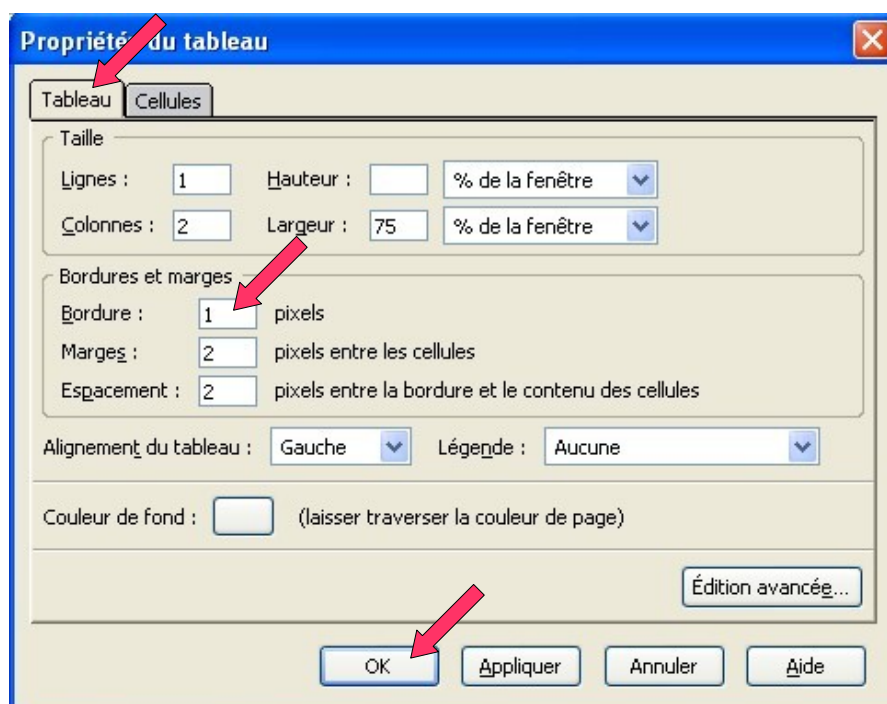 Propriétés du tableau
Tableau Cellules
Taille
Lignes : 1 Hauteur : % de la fenêtre
Colonnes : 2 Largeur : 75 % de la fenêtre
Bordures et marges
Bordure : 1 pixels
Marges : 2 pixels entre les cellules
Espacement : 2 pixels entre la bordure et le contenu des cellules
Alignement du tableau : Gauche Légende : Aucune
Couleur de fond : (laisser traverser la couleur de page)
Édition avancée...
OK Appliquer Annuler Aide